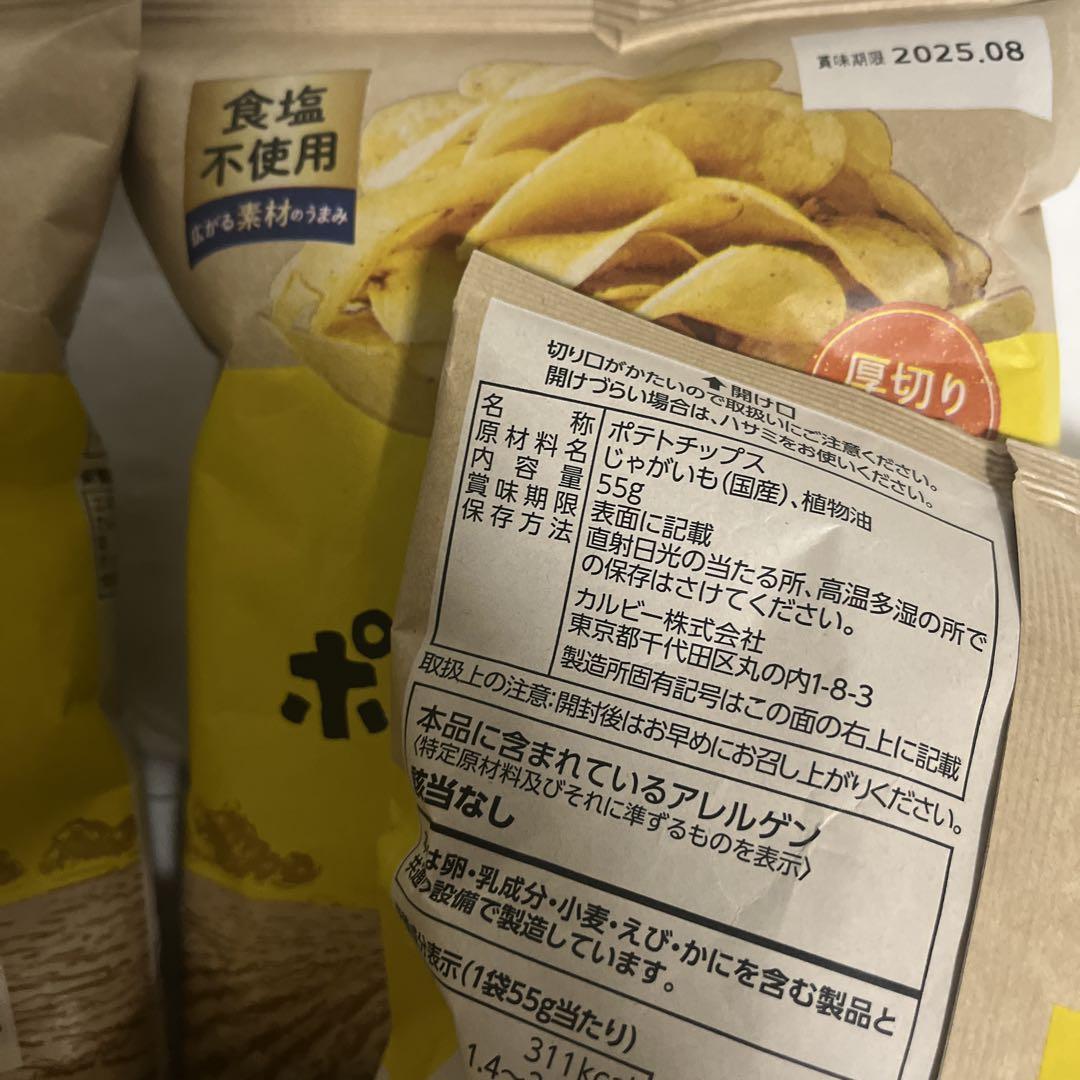 賞味期限 2025.08
食塩
不使用
広がる素材のうまみ
厚切り
ポ
開け口
切り口がかたいので取扱いにご注意ください。
開けづらい場合は、ハサミをお使いください。
名称 ポテトチップス
原材料名 じゃがいも(国産)、植物油
内容量 55g
賞味期限 表面に記載
保存方法 直射日光の当たる所、高温多湿の所で
の保存はさけてください。
カルビー株式会社
東京都千代田区丸の内1-8-3
製造所固有記号はこの面の右上に記載
取扱上の注意:開封後はお早めにお召し上がりください。
本品に含まれているアレルゲン
〈特定原材料及びそれに準ずるものを表示〉
該当なし
は卵・乳成分・小麦・えび・かにを含む製品と
共通の設備で製造しています。
表示(1袋55g当たり)
311kcal